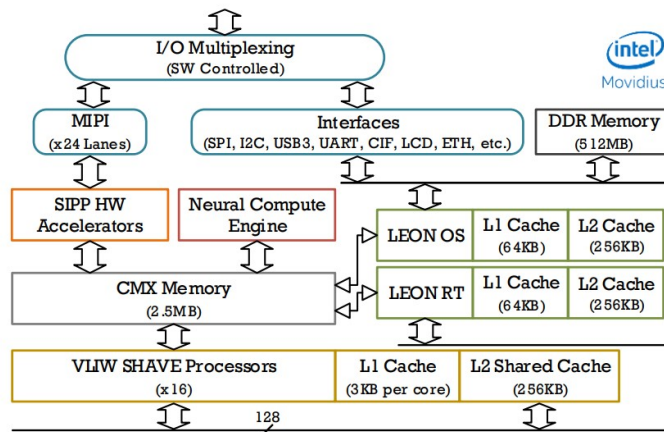 I/O Multiplexing
(SW Controlled)
intel
Movidius
MIPI
(x24 Lanes)
Interfaces
(SPI, I2C, USB3, UART, CIF, LCD, ETH, etc.)
DDR Memory
(512MB)
SIPP HW
Accelerators
Neural Compute
Engine
LEON OS
L1 Cache
(64KB)
L2 Cache
(256KB)
CMX Memory
(2.5MB)
LEON RT
L1 Cache
(64KB)
L2 Cache
(256KB)
VLIW SHAVE Processors
(x16)
L1 Cache
(3KB per core)
L2 Shared Cache
(256KB)
128